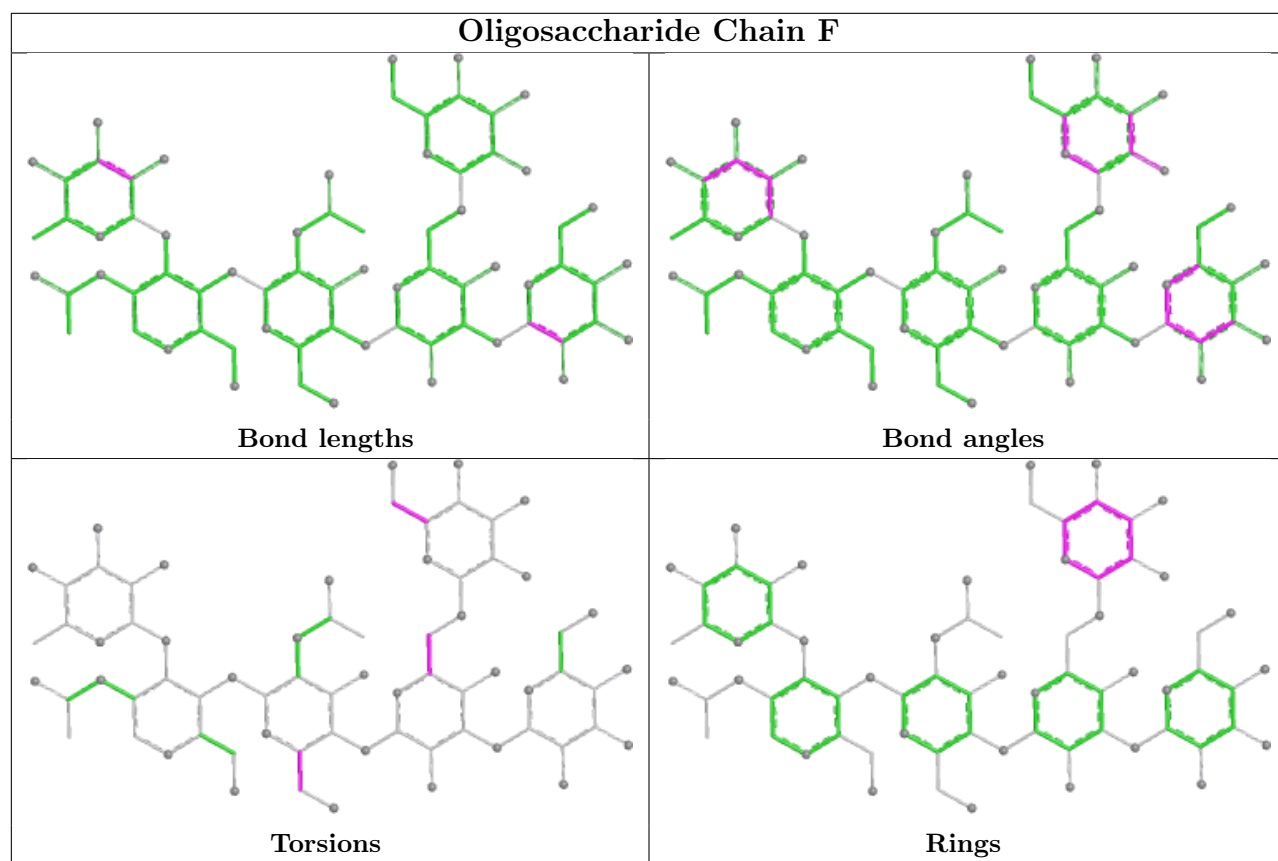 Oligosaccharide Chain F
Bond lengths
Bond angles
Torsions
Rings